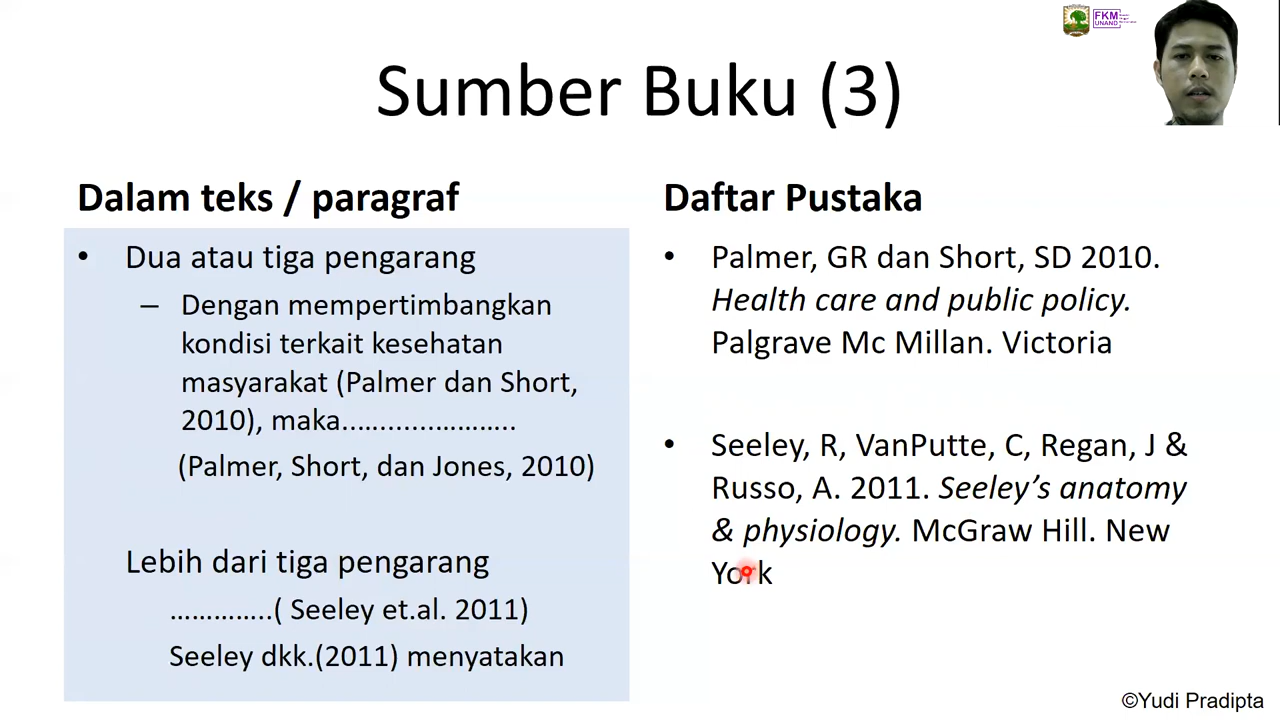 FKM
UNAND
Sumber Buku (3)
Dalam teks / paragraf
• Dua atau tiga pengarang
– Dengan mempertimbangkan
kondisi terkait kesehatan
masyarakat (Palmer dan Short,
2010), maka.....................
(Palmer, Short, dan Jones, 2010)
Lebih dari tiga pengarang
..............( Seeley et.al. 2011)
Seeley dkk.(2011) menyatakan
Daftar Pustaka
• Palmer, GR dan Short, SD 2010.
Health care and public policy.
Palgrave Mc Millan. Victoria
• Seeley, R, VanPutte, C, Regan, J &
Russo, A. 2011. Seeley’s anatomy
& physiology. McGraw Hill. New
York
©Yudi Pradipta